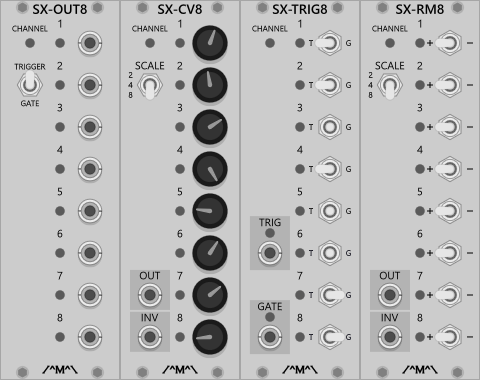 SX-OUT8
CHANNEL
1
TRIGGER
GATE
2
3
4
5
6
7
8
/^M^\
SX-CV8
CHANNEL
1
SCALE
2
4
8
2
3
4
5
6
7
8
OUT
INV
/^M^\
SX-TRIG8
CHANNEL
1
T G
2
T G
3
T G
4
T G
5
T G
6
T G
7
T G
8
T G
TRIG
GATE
/^M^\
SX-RM8
CHANNEL
1
+ −
SCALE
2
4
8
2
+ −
3
+ −
4
+ −
5
+ −
6
+ −
7
+ −
8
+ −
OUT
INV
/^M^\